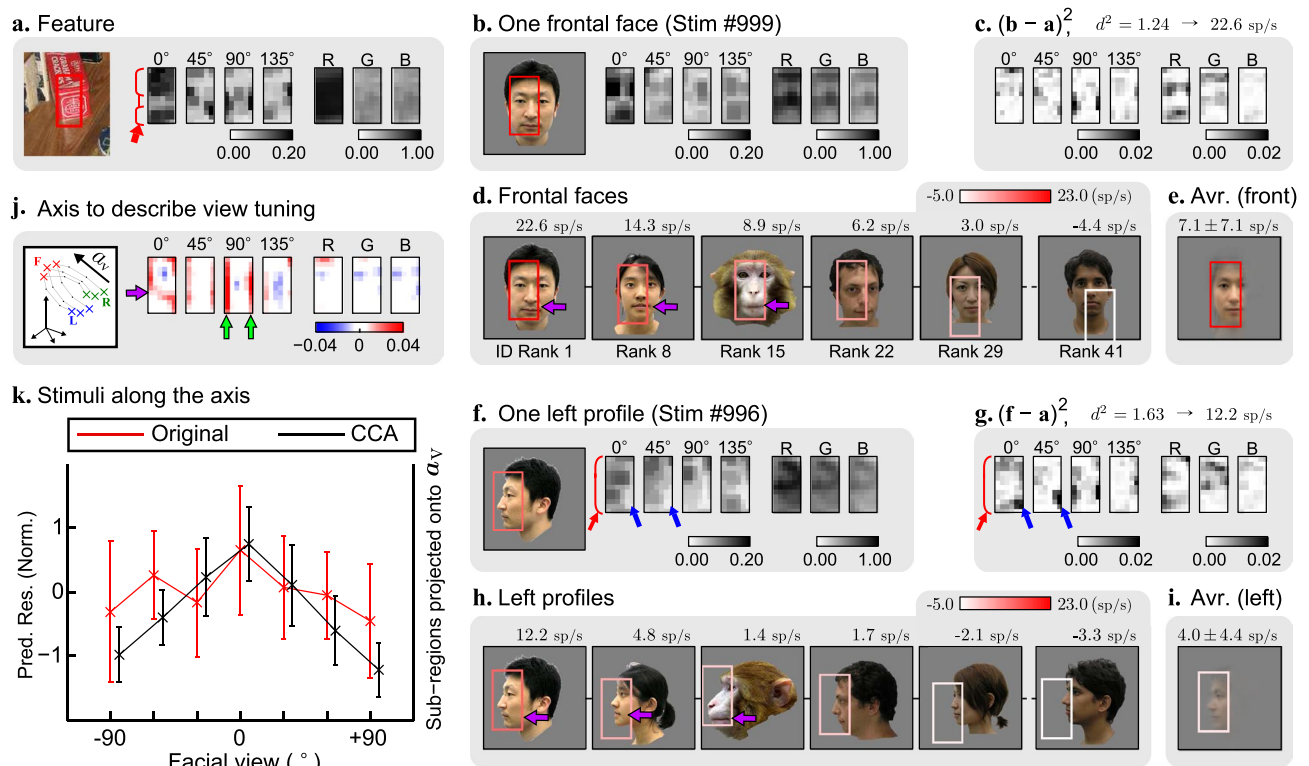 a. Feature
0° 45° 90° 135° R G B
0.00 0.20 0.00 1.00
b. One frontal face (Stim #999)
0° 45° 90° 135° R G B
0.00 0.20 0.00 1.00
c. (b − a)², d² = 1.24 → 22.6 sp/s
0° 45° 90° 135° R G B
0.00 0.02 0.00 0.02
j. Axis to describe view tuning
F a_V R L
0° 45° 90° 135° R G B
−0.04 0 0.04
d. Frontal faces
-5.0 23.0 (sp/s)
22.6 sp/s 14.3 sp/s 8.9 sp/s 6.2 sp/s 3.0 sp/s -4.4 sp/s
ID Rank 1 Rank 8 Rank 15 Rank 22 Rank 29 Rank 41
e. Avr. (front)
7.1 ± 7.1 sp/s
k. Stimuli along the axis
Original CCA
Pred. Res. (Norm.)
1
0
−1
-90 0 +90
Facial view ( ° )
Sub−regions projected onto a_V
f. One left profile (Stim #996)
0° 45° 90° 135° R G B
0.00 0.20 0.00 1.00
g. (f − a)², d² = 1.63 → 12.2 sp/s
0° 45° 90° 135° R G B
0.00 0.02 0.00 0.02
h. Left profiles
-5.0 23.0 (sp/s)
12.2 sp/s 4.8 sp/s 1.4 sp/s 1.7 sp/s -2.1 sp/s -3.3 sp/s
i. Avr. (left)
4.0 ± 4.4 sp/s